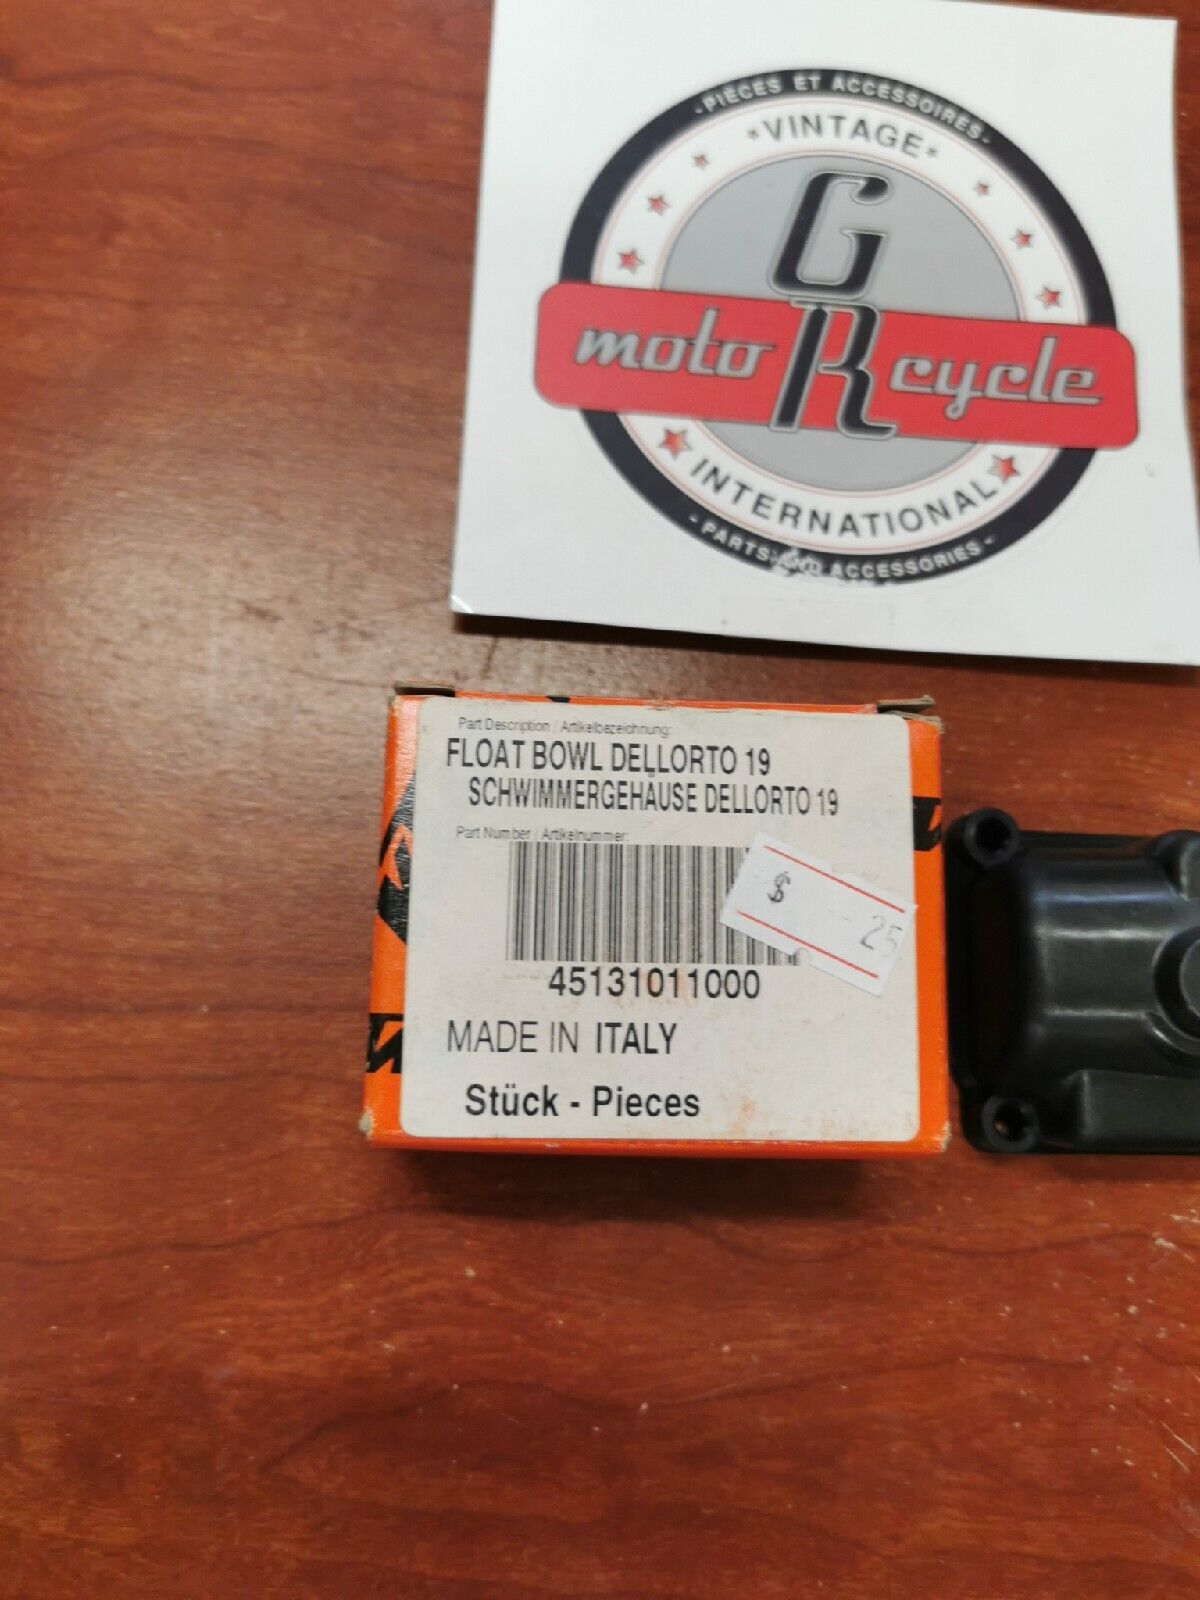 - PIÈCES ET ACCESSOIRES -
VINTAGE
G
moto R cycle
INTERNATIONAL
- PARTS AND ACCESSORIES -
Part Description / Artikelbezeichnung:
FLOAT BOWL DELLORTO 19
SCHWIMMERGEHÄUSE DELLORTO 19
Part Number / Artikelnummer:
$ - 25
45131011000
MADE IN ITALY
Stück - Pieces